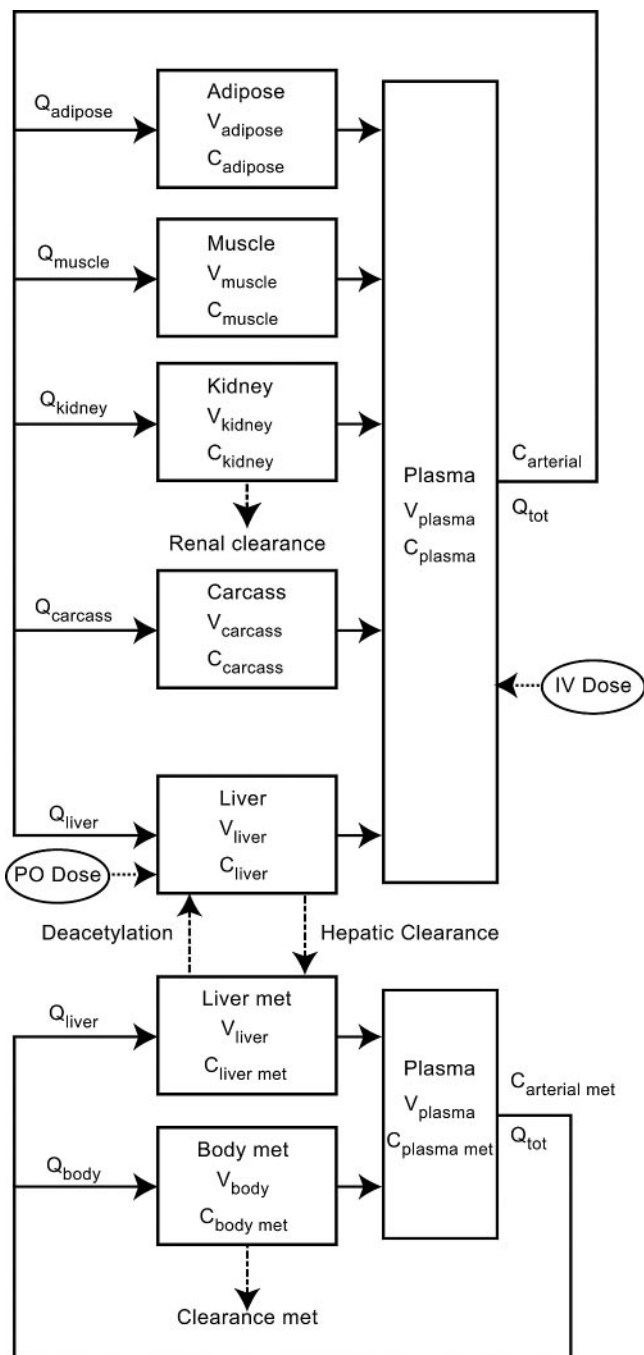 Q_adipose
Adipose
V_adipose
C_adipose
Q_muscle
Muscle
V_muscle
C_muscle
Q_kidney
Kidney
V_kidney
C_kidney
Renal clearance
Q_carcass
Carcass
V_carcass
C_carcass
Q_liver
Liver
V_liver
C_liver
PO Dose
Plasma
V_plasma
C_plasma
C_arterial
Q_tot
IV Dose
Deacetylation
Hepatic Clearance
Q_liver
Liver met
V_liver
C_liver met
Q_body
Body met
V_body
C_body met
Clearance met
Plasma
V_plasma
C_plasma met
C_arterial met
Q_tot